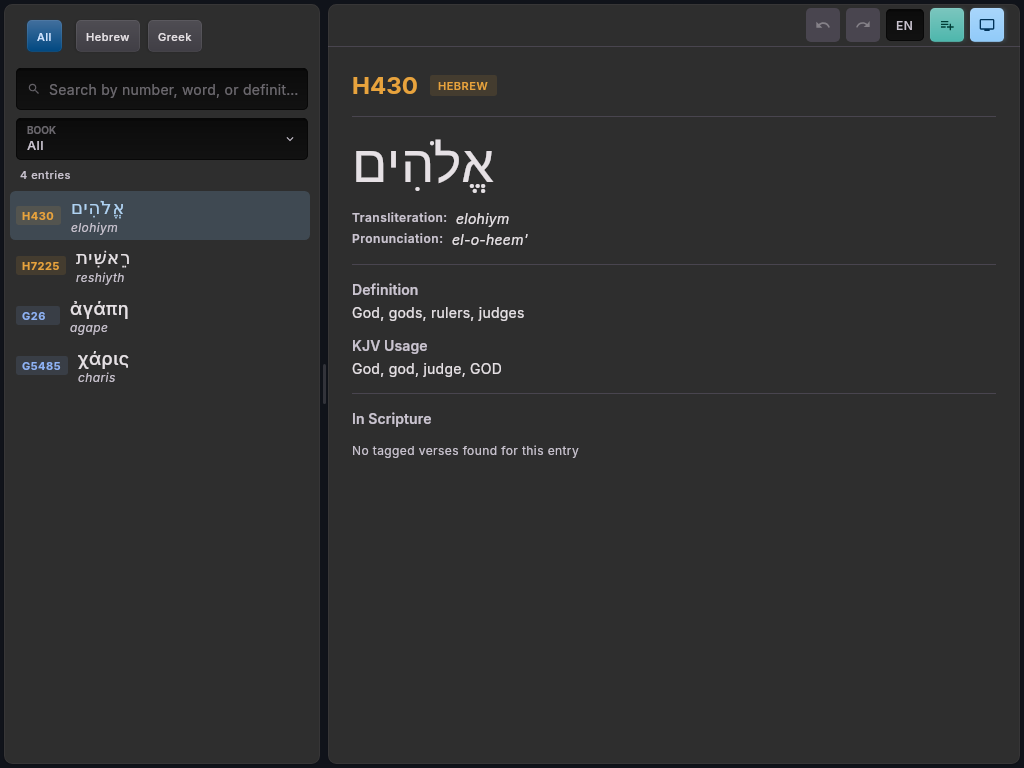 All Hebrew Greek
Search by number, word, or definit...
BOOK
All
4 entries
H430 אֱלֹהִים
elohiym
H7225 רֵאשִׁית
reshiyth
G26 ἀγάπη
agape
G5485 χάρις
charis
EN
H430 HEBREW
אֱלֹהִים
Transliteration: elohiym
Pronunciation: el-o-heem'
Definition
God, gods, rulers, judges
KJV Usage
God, god, judge, GOD
In Scripture
No tagged verses found for this entry